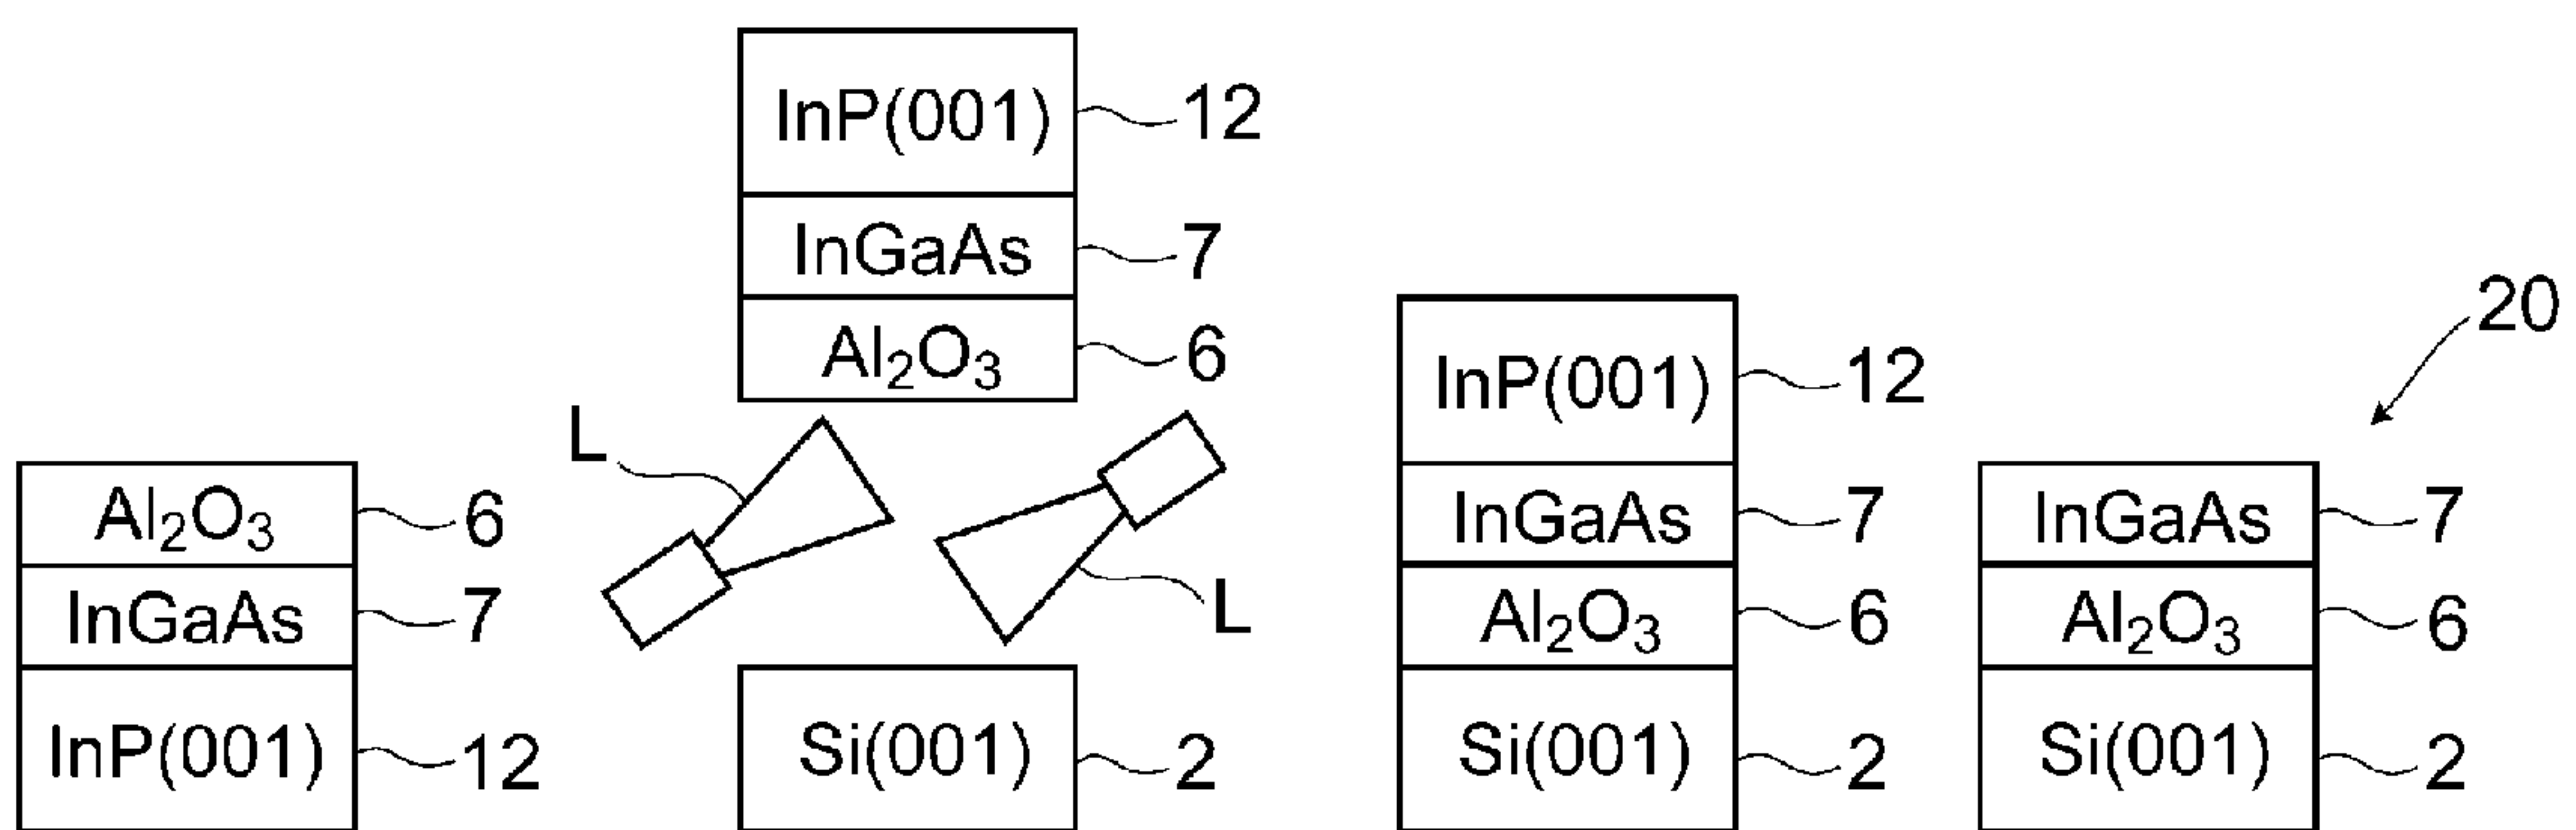 Al₂O₃ 6
InGaAs 7
InP(001) 12
InP(001) 12
InGaAs 7
Al₂O₃ 6
L
L
Si(001) 2
InP(001) 12
InGaAs 7
Al₂O₃ 6
Si(001) 2
20
InGaAs 7
Al₂O₃ 6
Si(001) 2